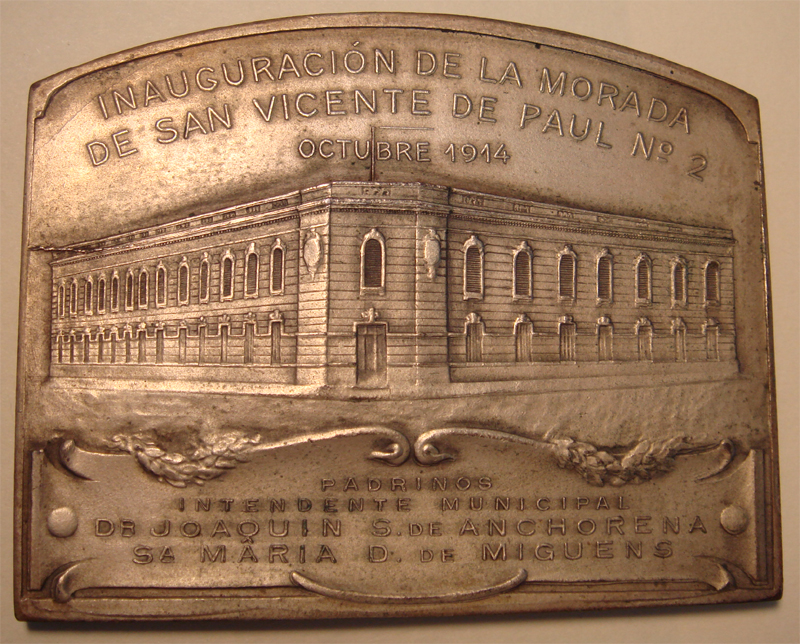 INAUGURACIÓN DE LA MORADA
DE SAN VICENTE DE PAUL Nº 2
OCTUBRE 1914
PADRINOS
INTENDENTE MUNICIPAL
DR JOAQUIN S. DE ANCHORENA
SA MARIA D. DE MIGUENS